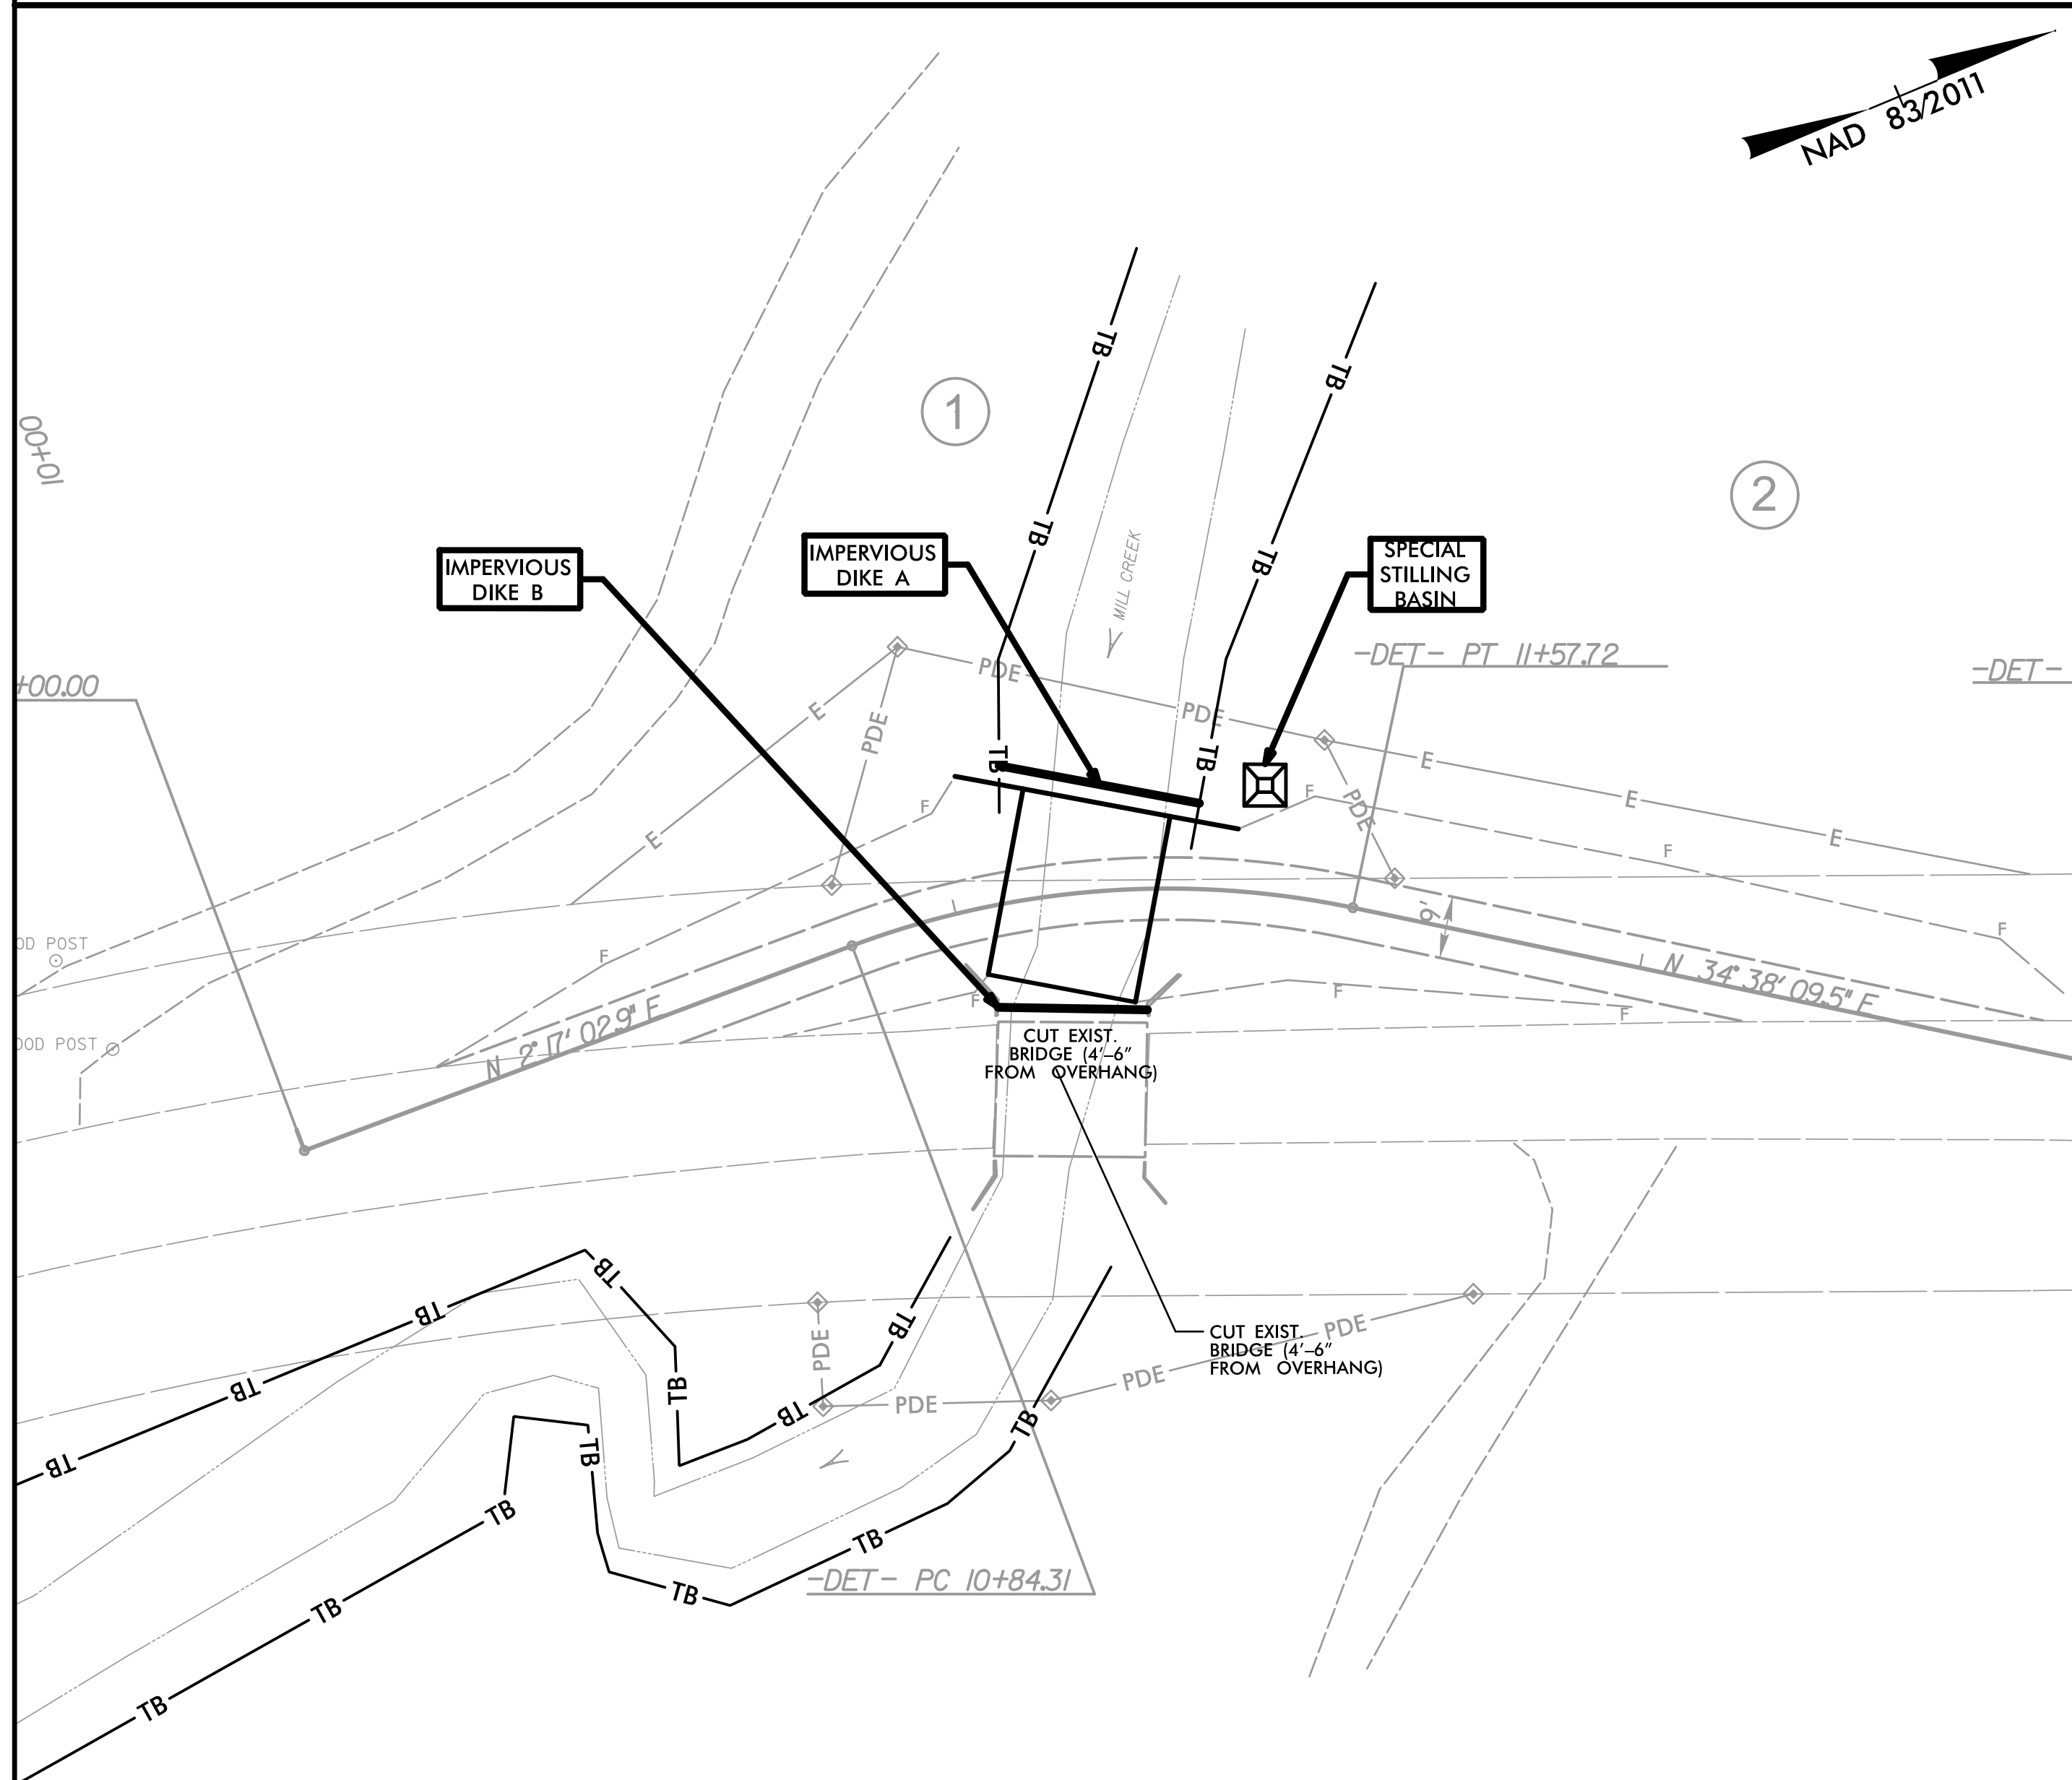 NAD 83/2011
1
2
10+00
IMPERVIOUS
DIKE B
IMPERVIOUS
DIKE A
SPECIAL
STILLING
BASIN
MILL CREEK
TB
TB
TB
TB
TB
TB
TB
-DET- PT 11+57.72
-DET-
+00.00
PDE
PDE
PDE
PDE
E
E
E
E
E
F
F
F
F
F
F
F
F
F
9'
OD POST
OOD POST
N 2° 17' 02.9" E
N 34° 38' 09.5" E
CUT EXIST.
BRIDGE (4'–6"
FROM OVERHANG)
CUT EXIST.
BRIDGE (4'–6"
FROM OVERHANG)
PDE
PDE
PDE
PDE
TB
TB
TB
TB
TB
TB
TB
TB
TB
TB
TB
TB
TB
TB
-DET- PC 10+84.31